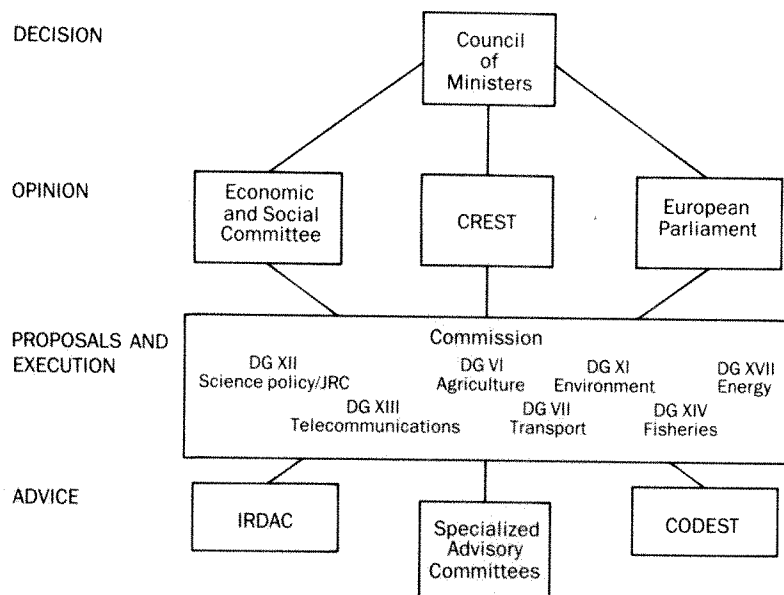 DECISION
Council
of
Ministers
OPINION
Economic
and Social
Committee
CREST
European
Parliament
PROPOSALS AND
EXECUTION
Commission
DG XII
Science policy/JRC
DG VI
Agriculture
DG XI
Environment
DG XVII
Energy
DG XIII
Telecommunications
DG VII
Transport
DG XIV
Fisheries
ADVICE
IRDAC
Specialized
Advisory
Committees
CODEST